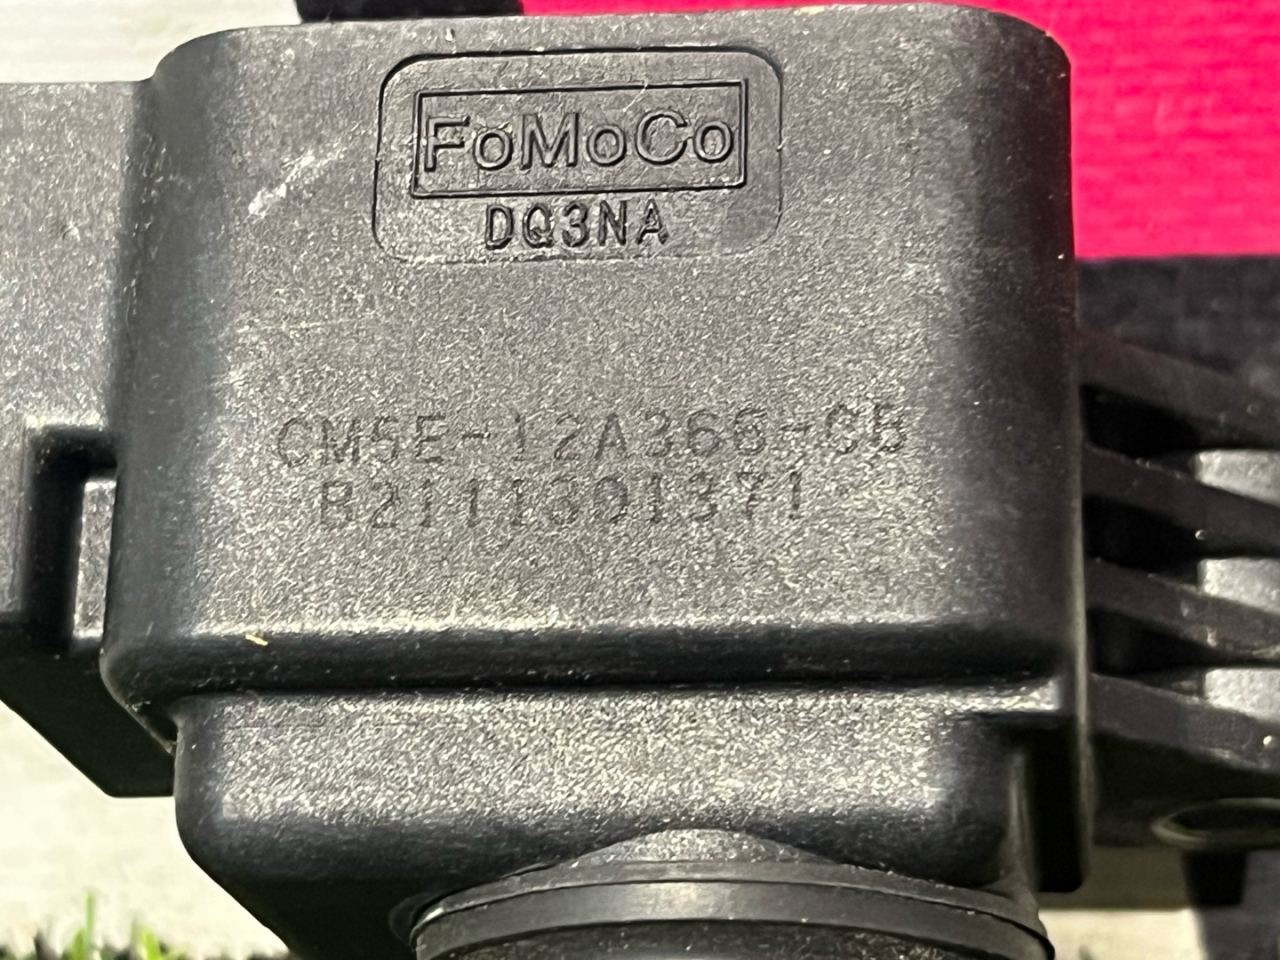 FoMoCo
DQ3NA
CM5E-12A366-CB
B2111301371